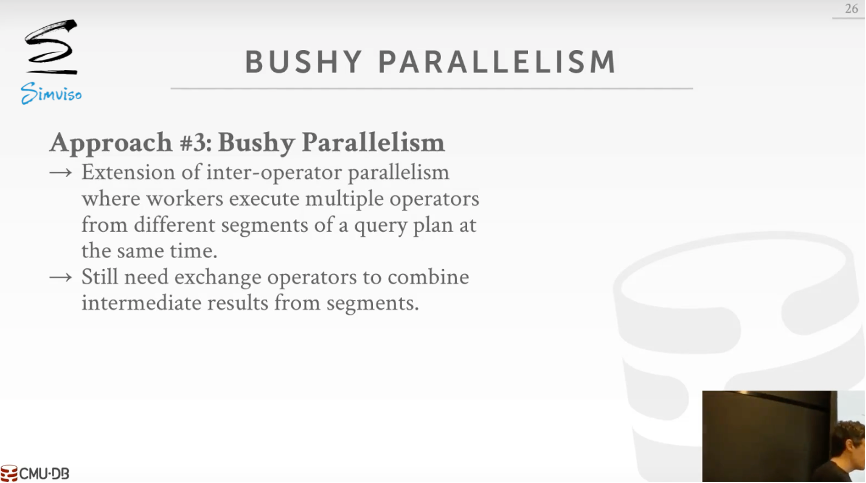 26
Simviso
BUSHY PARALLELISM
Approach #3: Bushy Parallelism
→ Extension of inter-operator parallelism
where workers execute multiple operators
from different segments of a query plan at
the same time.
→ Still need exchange operators to combine
intermediate results from segments.
CMU·DB